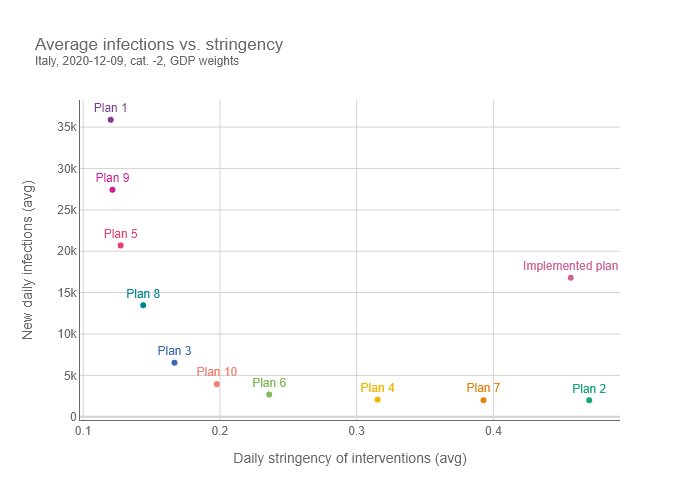 Average infections vs. stringency
Italy, 2020-12-09, cat. -2, GDP weights
Plan 1
35k
30k
Plan 9
25k
Plan 5
20k
Implemented plan
15k
Plan 8
10k
Plan 3
Plan 10
5k
Plan 6
Plan 4
Plan 7
Plan 2
0
0.1
0.2
0.3
0.4
New daily infections (avg)
Daily stringency of interventions (avg)